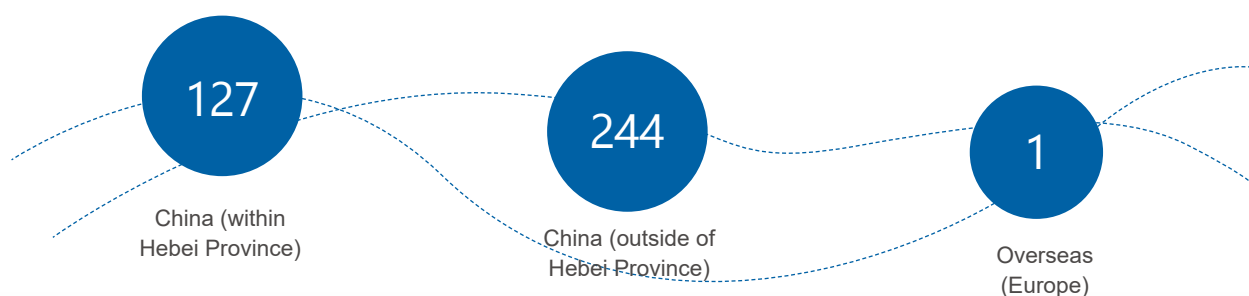 127
China (within
Hebei Province)
244
China (outside of
Hebei Province)
1
Overseas
(Europe)